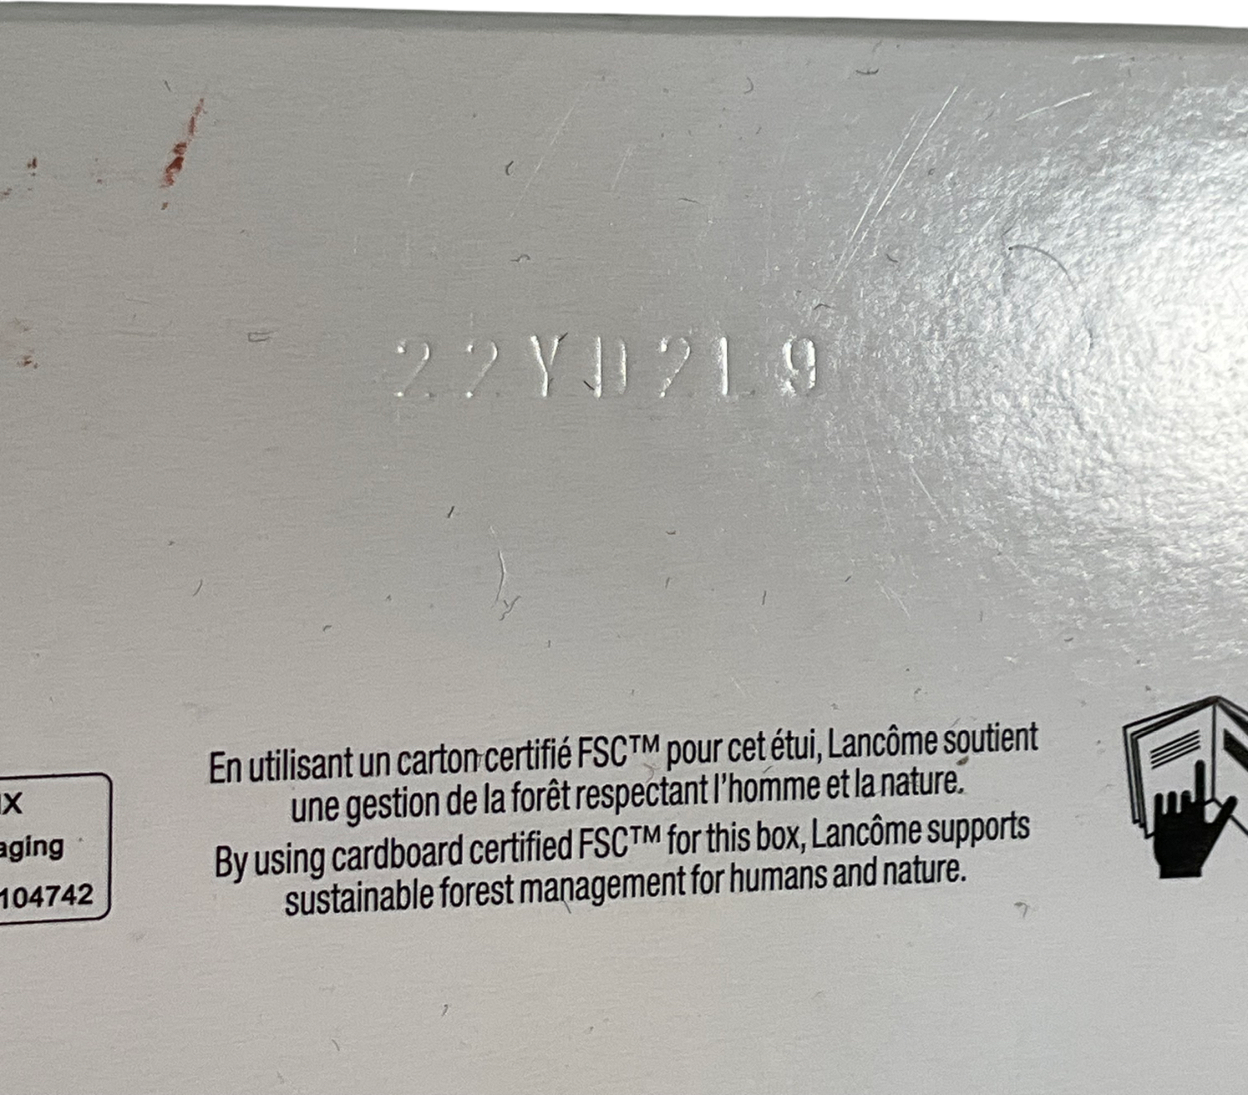 22YD219
En utilisant un carton certifié FSC™ pour cet étui, Lancôme soutient
une gestion de la forêt respectant l'homme et la nature.
By using cardboard certified FSC™ for this box, Lancôme supports
sustainable forest management for humans and nature.
IX
aging
104742